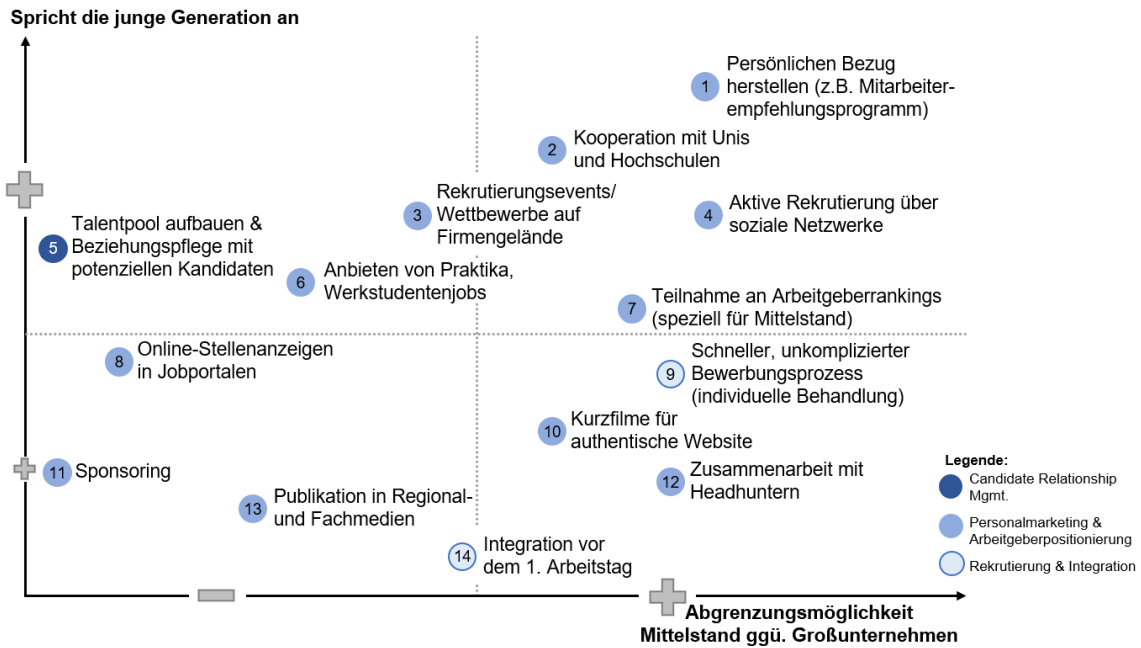 Spricht die junge Generation an
1
Persönlichen Bezug
herstellen (z.B. Mitarbeiter-
empfehlungsprogramm)
2
Kooperation mit Unis
und Hochschulen
3
Rekrutierungsevents/
Wettbewerbe auf
Firmengelände
4
Aktive Rekrutierung über
soziale Netzwerke
5
Talentpool aufbauen &
Beziehungspflege mit
potenziellen Kandidaten
6
Anbieten von Praktika,
Werkstudentenjobs
7
Teilnahme an Arbeitgeberrankings
(speziell für Mittelstand)
8
Online-Stellenanzeigen
in Jobportalen
9
Schneller, unkomplizierter
Bewerbungsprozess
(individuelle Behandlung)
10
Kurzfilme für
authentische Website
11
Sponsoring
12
Zusammenarbeit mit
Headhuntern
13
Publikation in Regional-
und Fachmedien
14
Integration vor
dem 1. Arbeitstag
Legende:
Candidate Relationship
Mgmt.
Personalmarketing &
Arbeitgeberpositionierung
Rekrutierung & Integration
Abgrenzungsmöglichkeit
Mittelstand ggü. Großunternehmen